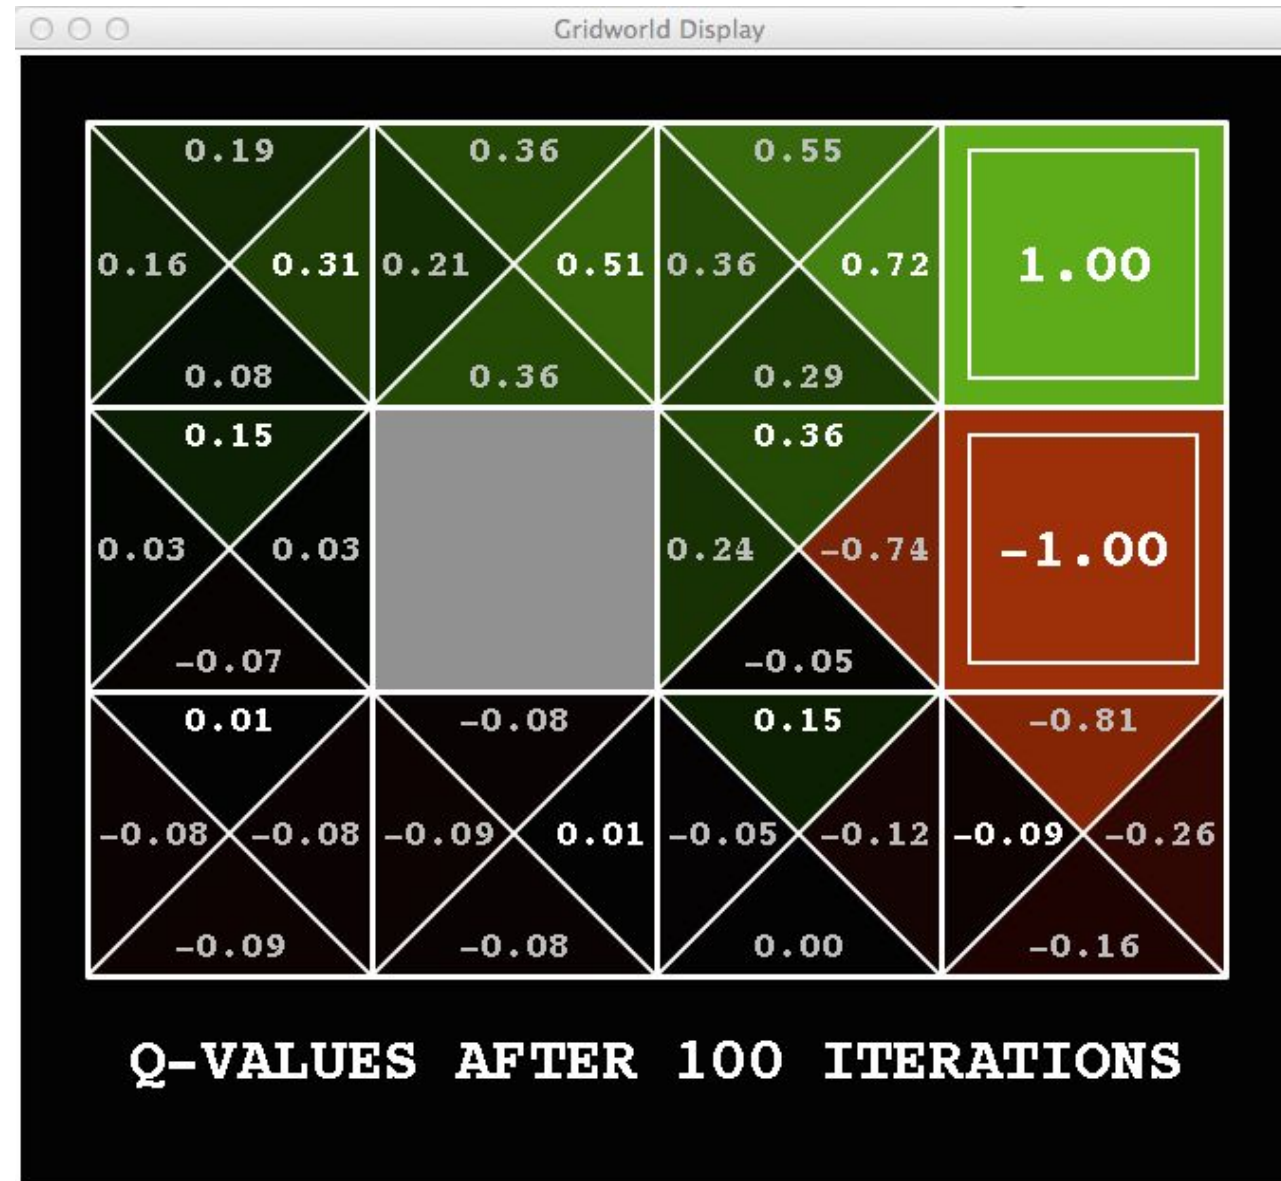 Gridworld Display
0.19 0.36 0.55
0.16 0.31 0.21 0.51 0.36 0.72 1.00
0.08 0.36 0.29
0.15 0.36
0.03 0.03 0.24 -0.74 -1.00
-0.07 -0.05
0.01 -0.08 0.15 -0.81
-0.08 -0.08 -0.09 0.01 -0.05 -0.12 -0.09 -0.26
-0.09 -0.08 0.00 -0.16
Q-VALUES AFTER 100 ITERATIONS